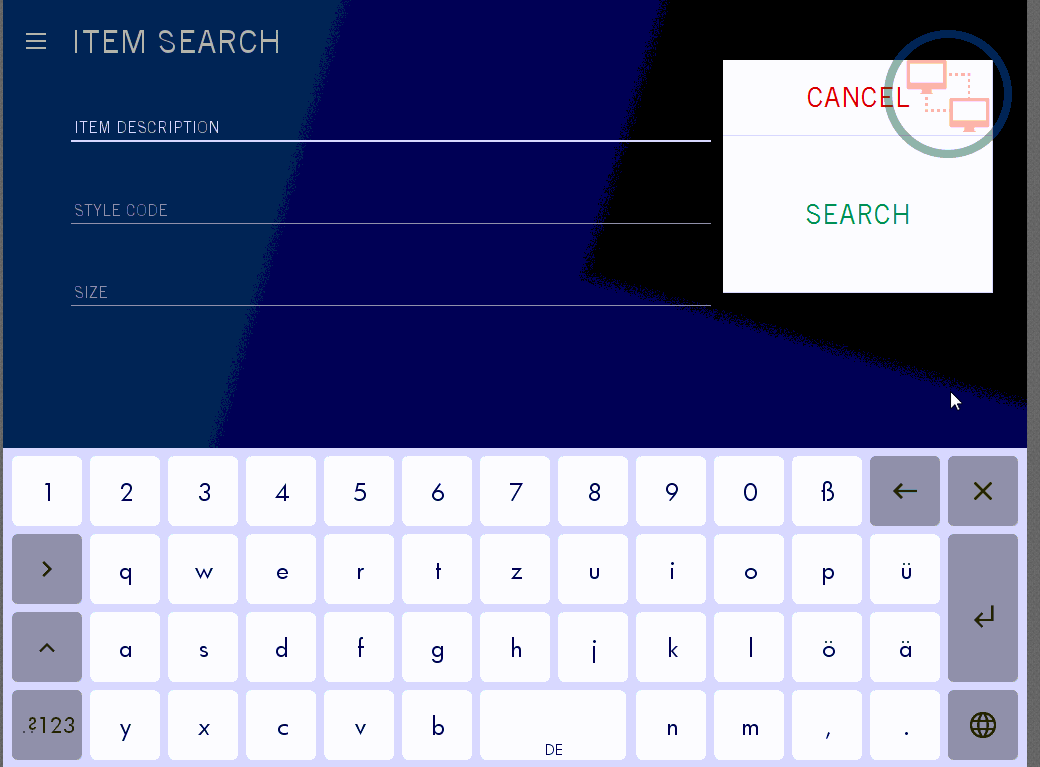 ITEM SEARCH
CANCEL
ITEM DESCRIPTION
STYLE CODE
SEARCH
SIZE
1 2 3 4 5 6 7 8 9 0 ß
q w e r t z u i o p ü
a s d f g h j k l ö ä
.?123 y x c v b DE n m , .